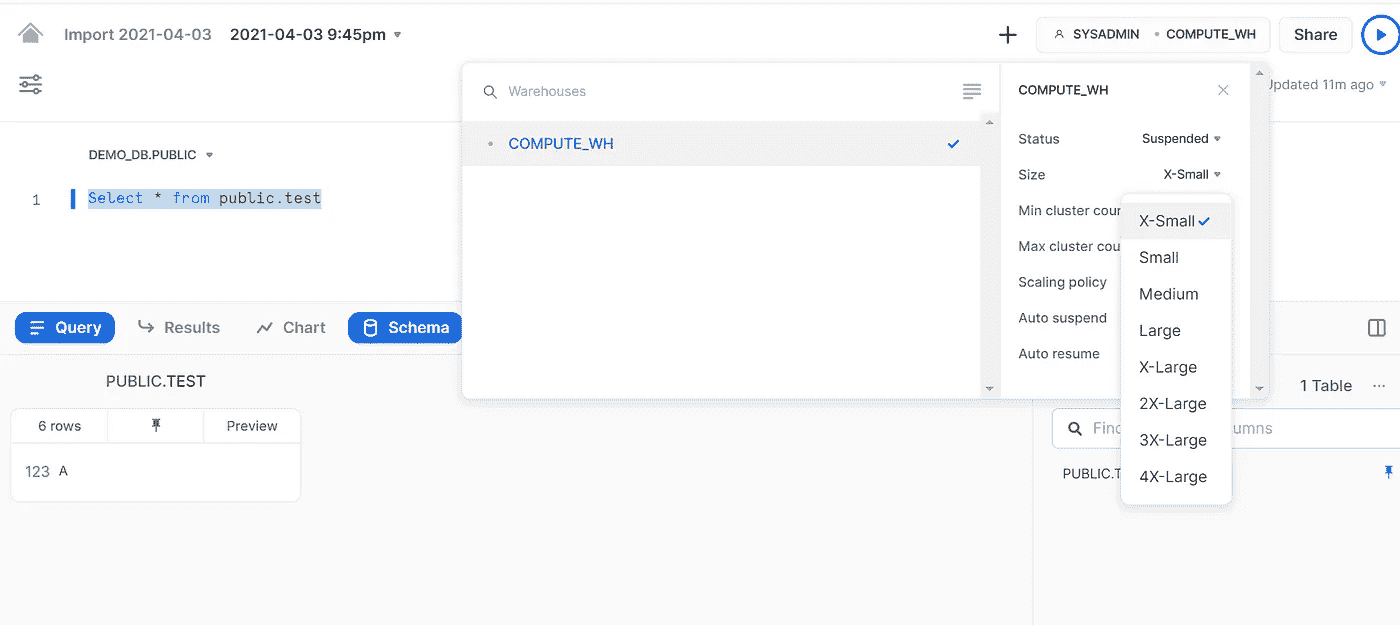 Import 2021-04-03 2021-04-03 9:45pm
SYSADMIN COMPUTE_WH Share
Updated 11m ago
Warehouses
COMPUTE_WH
COMPUTE_WH
Status Suspended
Size X-Small
Min cluster cour
Max cluster cou
Scaling policy
Auto suspend
Auto resume
X-Small
Small
Medium
Large
X-Large
2X-Large
3X-Large
4X-Large
DEMO_DB.PUBLIC
1 Select * from public.test
Query Results Chart Schema
PUBLIC.TEST
6 rows Preview
123 A
1 Table
Find umns
PUBLIC.T